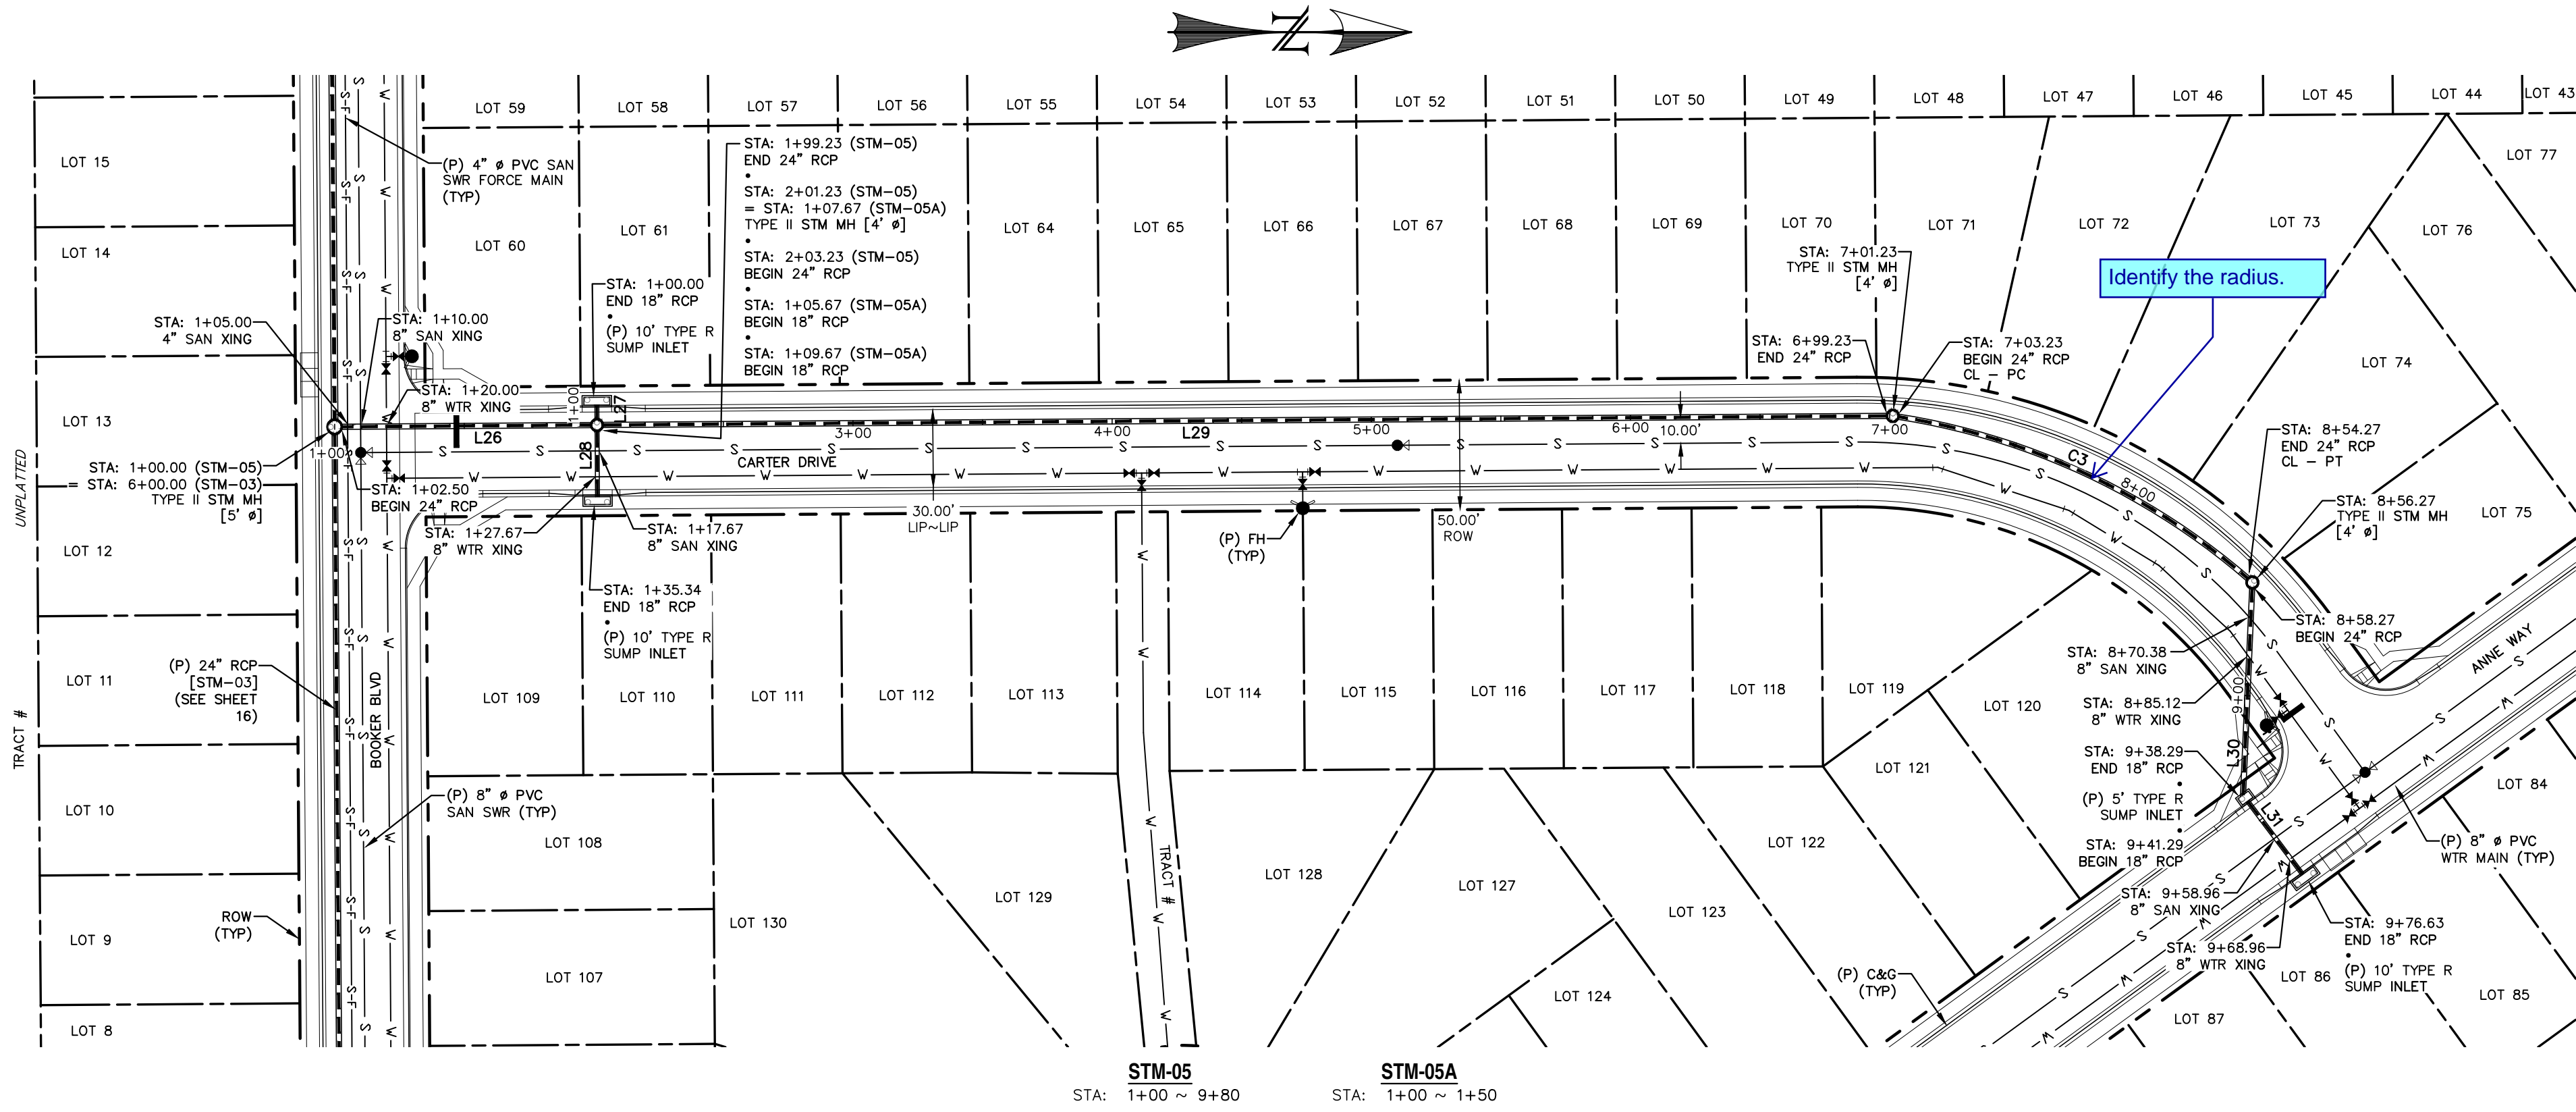 N
LOT 59
LOT 58
LOT 57
LOT 56
LOT 55
LOT 54
LOT 53
LOT 52
LOT 51
LOT 50
LOT 49
LOT 48
LOT 47
LOT 46
LOT 45
LOT 44
LOT 43
LOT 15
LOT 14
LOT 13
LOT 12
LOT 11
LOT 10
LOT 9
LOT 8
UNPLATTED
TRACT #
(P) 4" ø PVC SAN
SWR FORCE MAIN
(TYP)
LOT 60
LOT 61
STA: 1+99.23 (STM-05)
END 24" RCP
•
STA: 2+01.23 (STM-05)
= STA: 1+07.67 (STM-05A)
TYPE II STM MH [4' ø]
•
STA: 2+03.23 (STM-05)
BEGIN 24" RCP
•
STA: 1+05.67 (STM-05A)
BEGIN 18" RCP
•
STA: 1+09.67 (STM-05A)
BEGIN 18" RCP
STA: 1+00.00
END 18" RCP
•
(P) 10' TYPE R
SUMP INLET
LOT 64
LOT 65
LOT 66
LOT 67
LOT 68
LOT 69
LOT 70
LOT 71
LOT 72
LOT 73
LOT 76
LOT 77
LOT 74
LOT 75
STA: 7+01.23
TYPE II STM MH
[4' ø]
Identify the radius.
STA: 6+99.23
END 24" RCP
STA: 7+03.23
BEGIN 24" RCP
CL - PC
STA: 1+05.00
4" SAN XING
STA: 1+10.00
8" SAN XING
STA: 1+20.00
8" WTR XING
1+00
L27
L26
L28
3+00
4+00
L29
5+00
6+00
10.00'
7+00
C3
8+00
STA: 8+54.27
END 24" RCP
CL - PT
STA: 8+56.27
TYPE II STM MH
[4' ø]
1+00
CARTER DRIVE
STA: 1+00.00 (STM-05)
= STA: 6+00.00 (STM-03)
TYPE II STM MH
[5' ø]
STA: 1+02.50
BEGIN 24" RCP
STA: 1+27.67
8" WTR XING
STA: 1+17.67
8" SAN XING
STA: 1+35.34
END 18" RCP
•
(P) 10' TYPE R
SUMP INLET
30.00'
LIP~LIP
(P) FH
(TYP)
50.00'
ROW
STA: 8+58.27
BEGIN 24" RCP
STA: 8+70.38
8" SAN XING
STA: 8+85.12
8" WTR XING
9+00
L30
STA: 9+38.29
END 18" RCP
•
(P) 5' TYPE R
SUMP INLET
•
STA: 9+41.29
BEGIN 18" RCP
L31
STA: 9+58.96
8" SAN XING
STA: 9+68.96
8" WTR XING
STA: 9+76.63
END 18" RCP
•
(P) 10' TYPE R
SUMP INLET
ANNE WAY
(P) 8" ø PVC
WTR MAIN (TYP)
(P) C&G
(TYP)
(P) 24" RCP
[STM-03]
(SEE SHEET
16)
BOOKER BLVD
(P) 8" ø PVC
SAN SWR (TYP)
ROW
(TYP)
LOT 109
LOT 110
LOT 111
LOT 112
LOT 113
LOT 114
LOT 115
LOT 116
LOT 117
LOT 118
LOT 119
LOT 120
LOT 121
LOT 122
LOT 123
LOT 124
LOT 127
LOT 128
TRACT #
LOT 129
LOT 130
LOT 108
LOT 107
LOT 84
LOT 85
LOT 86
LOT 87
STM-05
STA: 1+00 ~ 9+80
STM-05A
STA: 1+00 ~ 1+50